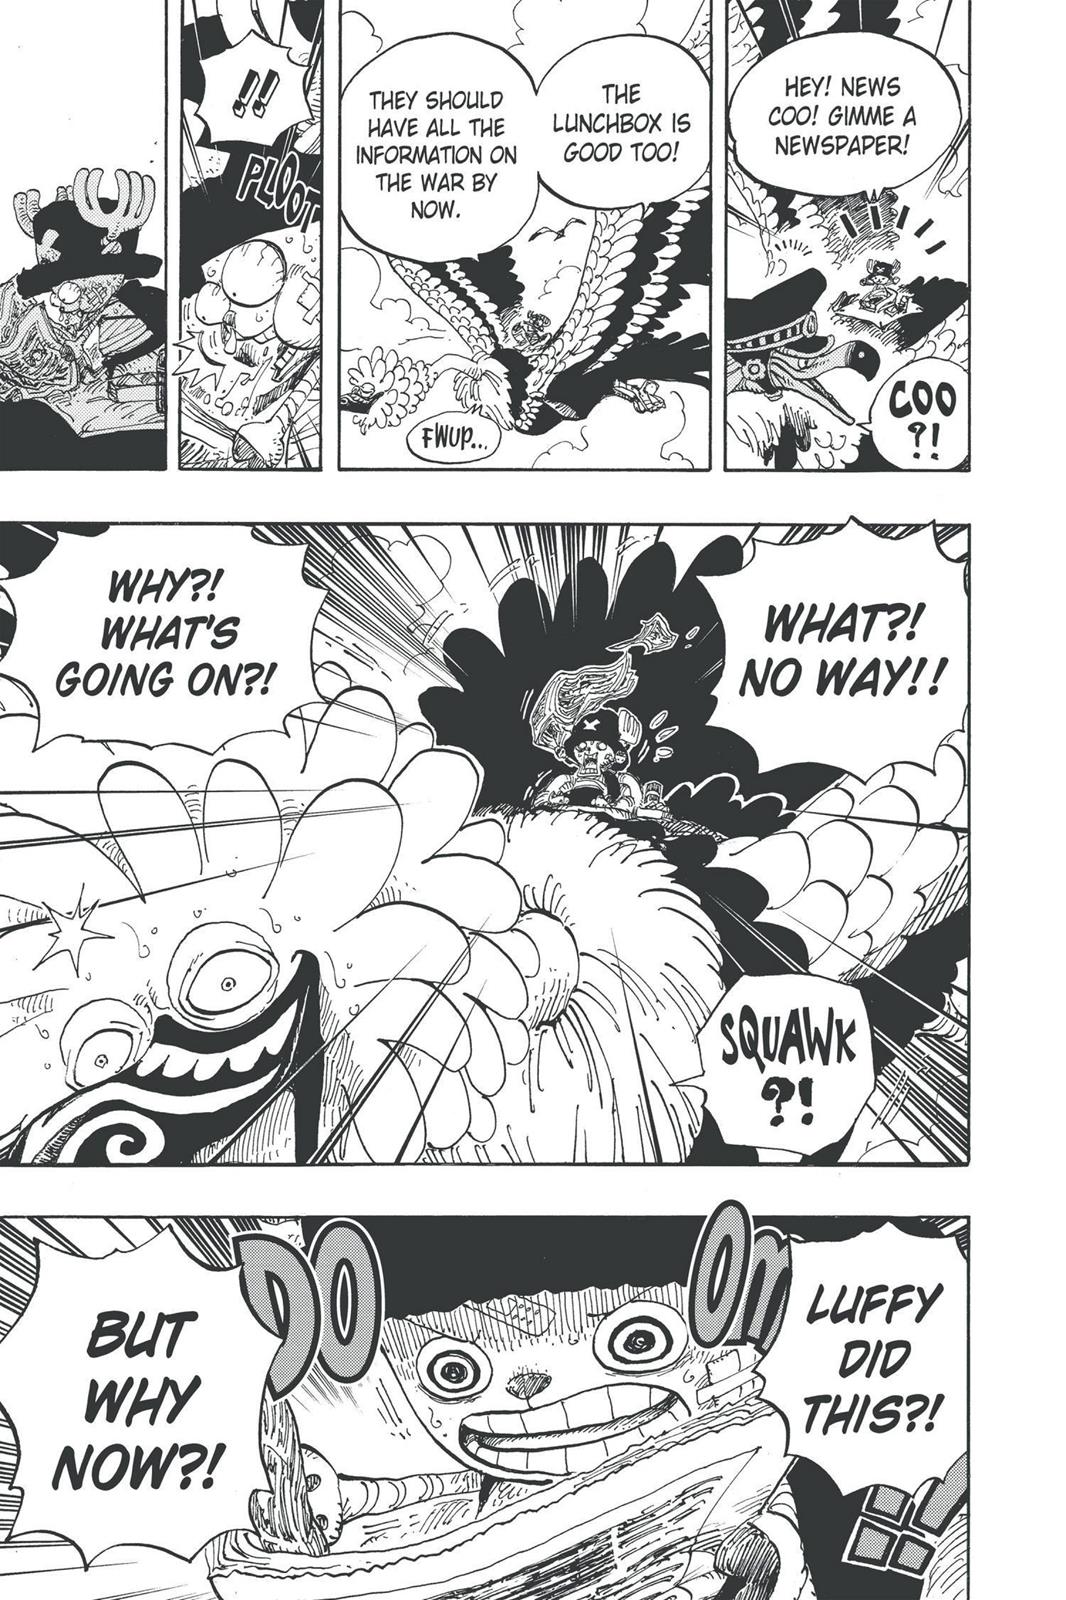 HEY! NEWS
COO! GIMME A
NEWSPAPER!
COO
?!
THE
LUNCHBOX IS
GOOD TOO!
THEY SHOULD
HAVE ALL THE
INFORMATION ON
THE WAR BY
NOW.
FWUP...
!!
PLOOT
WHAT?!
NO WAY!!
WHY?!
WHAT'S
GOING ON?!
SQUAWK
?!
LUFFY
DID
THIS?!
DOOM
BUT
WHY
NOW?!